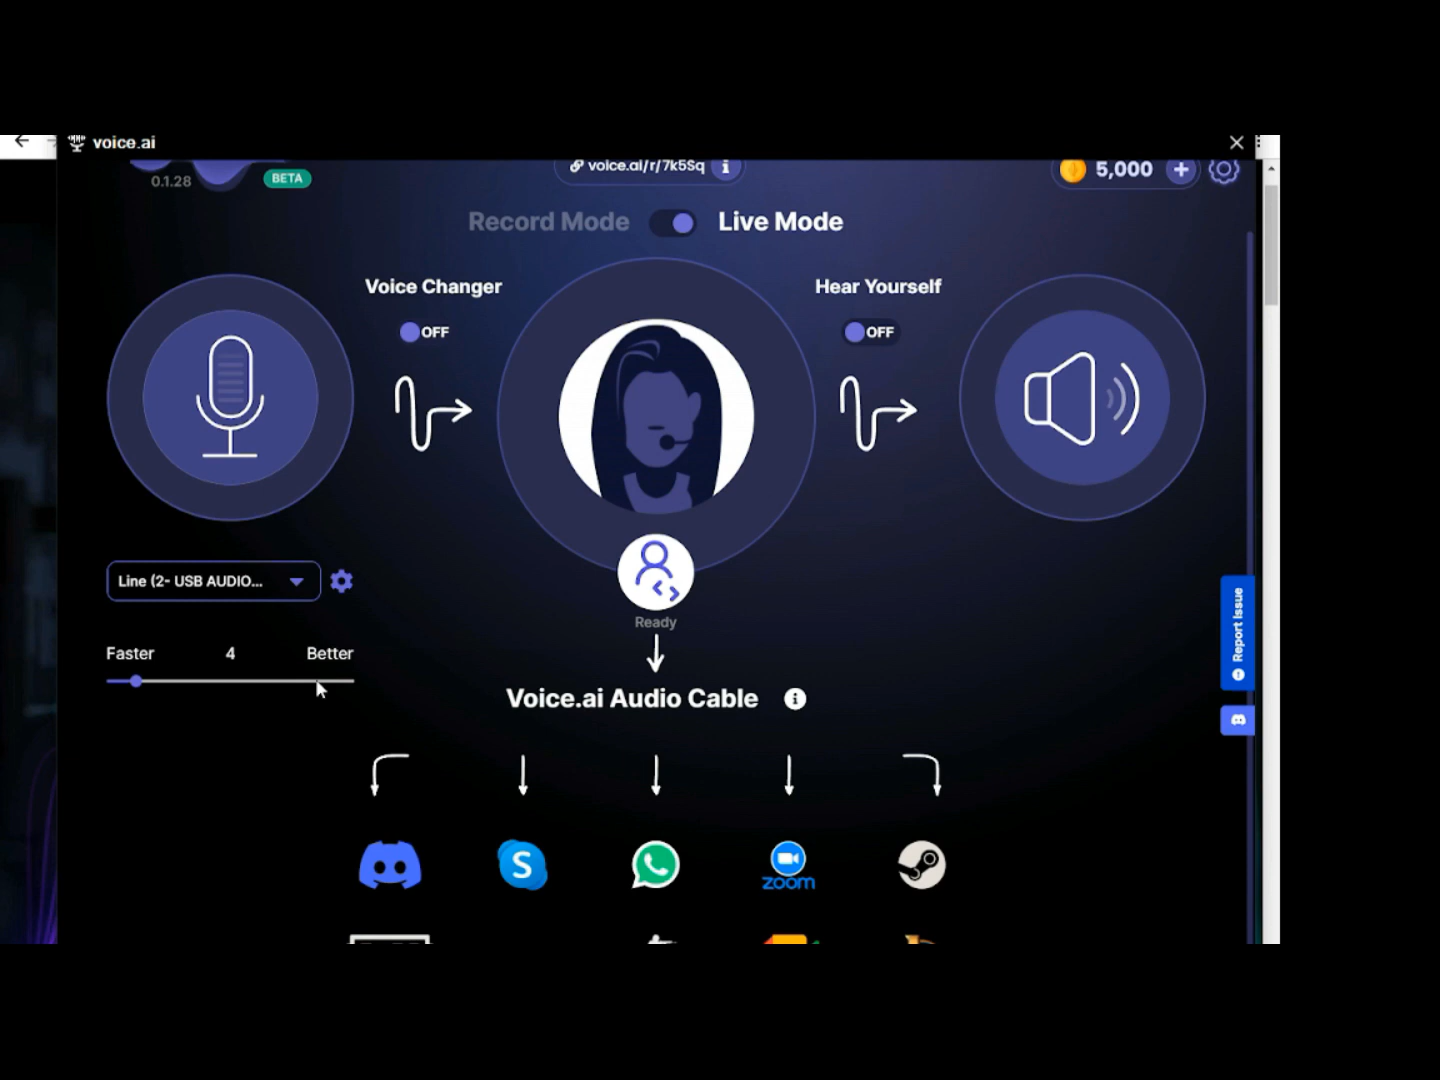 voice.ai
voice.ai/r/7k5Sq
5,000
0.1.28
BETA
Record Mode
Live Mode
Voice Changer
Hear Yourself
OFF
OFF
Line (2- USB AUDIO...
Ready
Faster
4
Better
Report Issue
Voice.ai Audio Cable
S
zoom